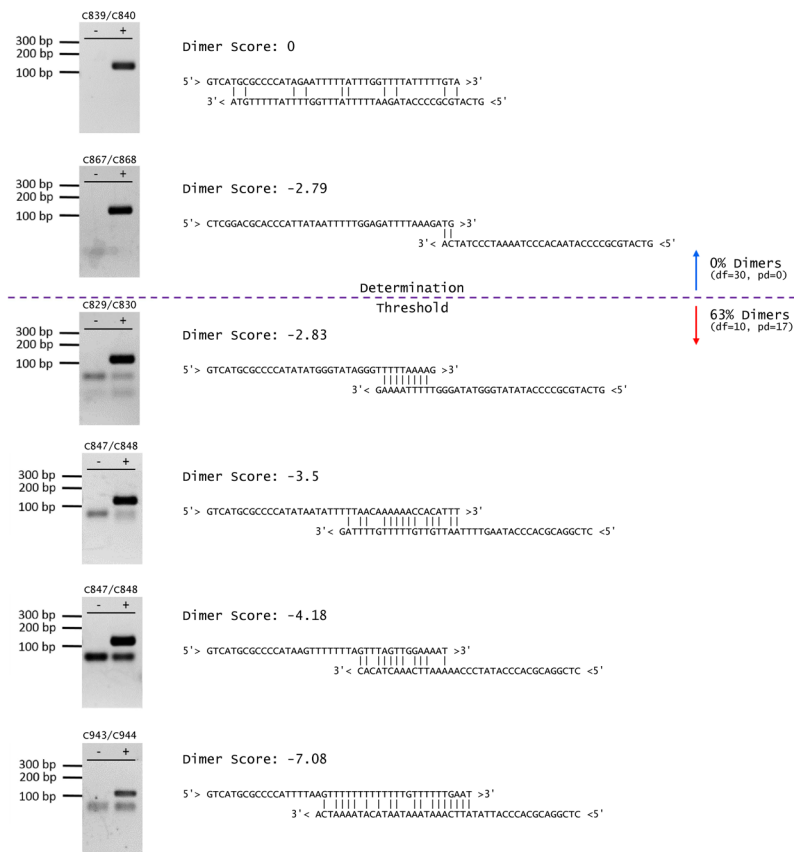 C839/C840
- +
300 bp
200 bp
100 bp
Dimer Score: 0
5'> GTCATGCGCCCCATAGAATTTTTATTTGGTTTTATTTTTGTA >3'
3'< ATGTTTTTATTTTGGTTTATTTTTAAGATACCCCGCGTACTG <5'
C867/C868
- +
300 bp
200 bp
100 bp
Dimer Score: -2.79
5'> CTCGGACGCACCCATTATAATTTTTGGAGATTTTAAAGATG >3'
3'< ACTATCCCTAAAATCCCACAATACCCCGCGTACTG <5'
0% Dimers
(df=30, pd=0)
Determination
Threshold
63% Dimers
(df=10, pd=17)
C829/C830
- +
300 bp
200 bp
100 bp
Dimer Score: -2.83
5'> GTCATGCGCCCCATATATGGGTATAGGGTTTTTAAAAG >3'
3'< GAAAATTTTTGGGATATGGGTATATACCCCGCGTACTG <5'
C847/C848
- +
300 bp
200 bp
100 bp
Dimer Score: -3.5
5'> GTCATGCGCCCCATATAATATTTTTAACAAAAAACCACATTT >3'
3'< GATTTTGTTTTTGTTGTTAATTTTGAATACCCACGCAGGCTC <5'
C847/C848
- +
300 bp
200 bp
100 bp
Dimer Score: -4.18
5'> GTCATGCGCCCCATAAGTTTTTTTAGTTTAGTTGGAAAAT >3'
3'< CACATCAAACTTAAAAACCCTATACCCACGCAGGCTC <5'
C943/C944
- +
300 bp
200 bp
100 bp
Dimer Score: -7.08
5'> GTCATGCGCCCCATTTTAAGTTTTTTTTTTTTTTGTTTTTTGAAT >3'
3'< ACTAAAATACATAATAAATAAACTTATATTACCCACGCAGGCTC <5'